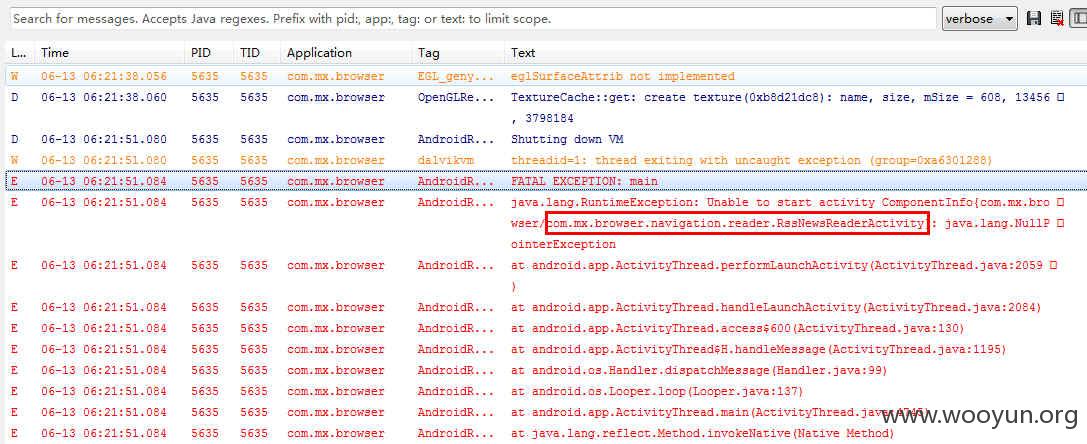 Search for messages. Accepts Java regexes. Prefix with pid:, app:, tag: or text: to limit scope.
verbose
L... Time PID TID Application Tag Text
W 06-13 06:21:38.056 5635 5635 com.mx.browser EGL_geny... eglSurfaceAttrib not implemented
D 06-13 06:21:38.060 5635 5635 com.mx.browser OpenGLRe... TextureCache::get: create texture(0xb8d21dc8): name, size, mSize = 608, 13456
, 3798184
D 06-13 06:21:51.080 5635 5635 com.mx.browser AndroidR... Shutting down VM
W 06-13 06:21:51.080 5635 5635 com.mx.browser dalvikvm threadid=1: thread exiting with uncaught exception (group=0xa6301288)
E 06-13 06:21:51.084 5635 5635 com.mx.browser AndroidR... FATAL EXCEPTION: main
E 06-13 06:21:51.084 5635 5635 com.mx.browser AndroidR... java.lang.RuntimeException: Unable to start activity ComponentInfo{com.mx.bro
wser/com.mx.browser.navigation.reader.RssNewsReaderActivity}: java.lang.NullP
ointerException
E 06-13 06:21:51.084 5635 5635 com.mx.browser AndroidR... at android.app.ActivityThread.performLaunchActivity(ActivityThread.java:2059
)
E 06-13 06:21:51.084 5635 5635 com.mx.browser AndroidR... at android.app.ActivityThread.handleLaunchActivity(ActivityThread.java:2084)
E 06-13 06:21:51.084 5635 5635 com.mx.browser AndroidR... at android.app.ActivityThread.access$600(ActivityThread.java:130)
E 06-13 06:21:51.084 5635 5635 com.mx.browser AndroidR... at android.app.ActivityThread$H.handleMessage(ActivityThread.java:1195)
E 06-13 06:21:51.084 5635 5635 com.mx.browser AndroidR... at android.os.Handler.dispatchMessage(Handler.java:99)
E 06-13 06:21:51.084 5635 5635 com.mx.browser AndroidR... at android.os.Looper.loop(Looper.java:137)
E 06-13 06:21:51.084 5635 5635 com.mx.browser AndroidR... at android.app.ActivityThread.main(ActivityThread.java:4745)
E 06-13 06:21:51.084 5635 5635 com.mx.browser AndroidR... at java.lang.reflect.Method.invokeNative(Native Method)
www.wooyun.org